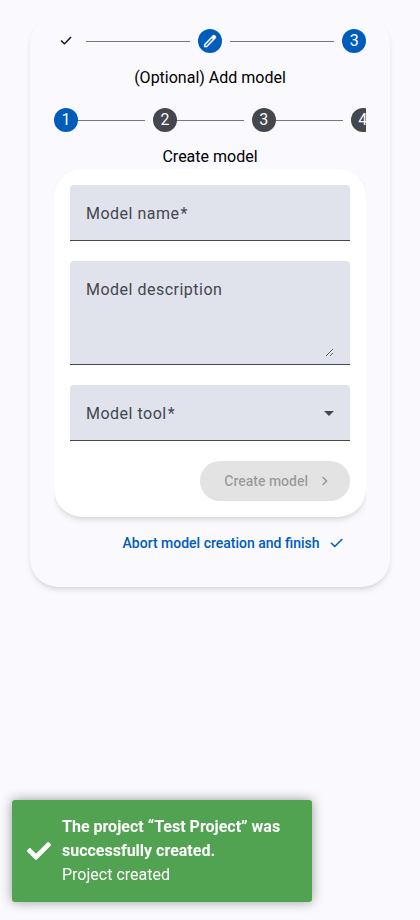 3
(Optional) Add model
1 2 3 4
Create model
Model name*
Model description
Model tool*
Create model
Abort model creation and finish
The project “Test Project” was
successfully created.
Project created